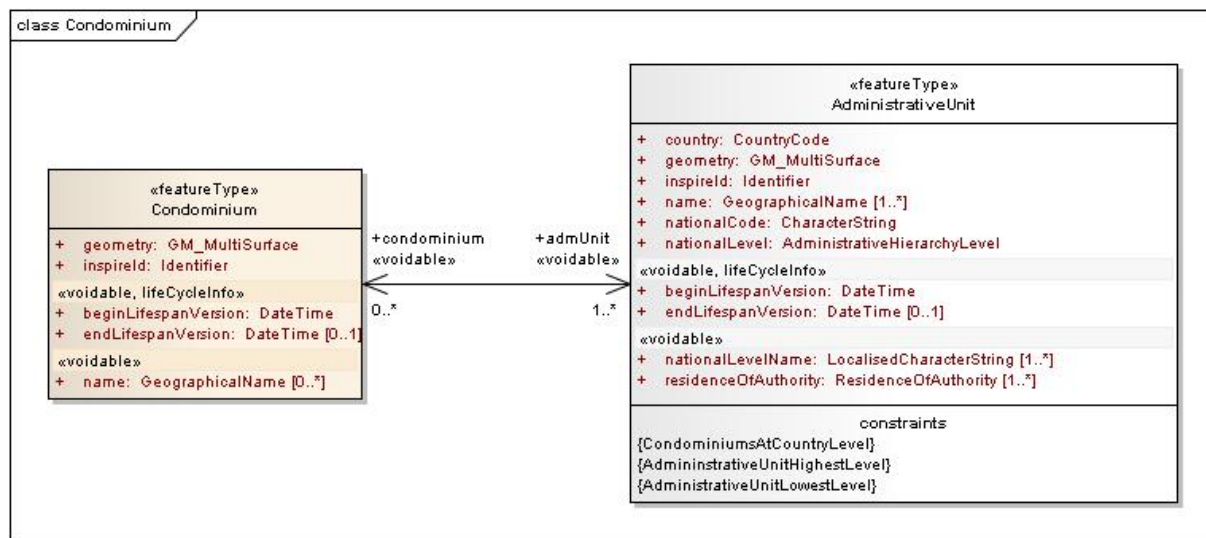 class Condominium
«featureType»
Condominium
+ geometry: GM_MultiSurface
+ inspireId: Identifier
«voidable, lifeCycleInfo»
+ beginLifespanVersion: DateTime
+ endLifespanVersion: DateTime [0..1]
«voidable»
+ name: GeographicalName [0..*]
+condominium
«voidable»
0..*
+admUnit
«voidable»
1..*
«featureType»
AdministrativeUnit
+ country: CountryCode
+ geometry: GM_MultiSurface
+ inspireId: Identifier
+ name: GeographicalName [1..*]
+ nationalCode: CharacterString
+ nationalLevel: AdministrativeHierarchyLevel
«voidable, lifeCycleInfo»
+ beginLifespanVersion: DateTime
+ endLifespanVersion: DateTime [0..1]
«voidable»
+ nationalLevelName: LocalisedCharacterString [1..*]
+ residenceOfAuthority: ResidenceOfAuthority [1..*]
constraints
{CondominiumsAtCountryLevel}
{AdmininstrativeUnitHighestLevel}
{AdministrativeUnitLowestLevel}